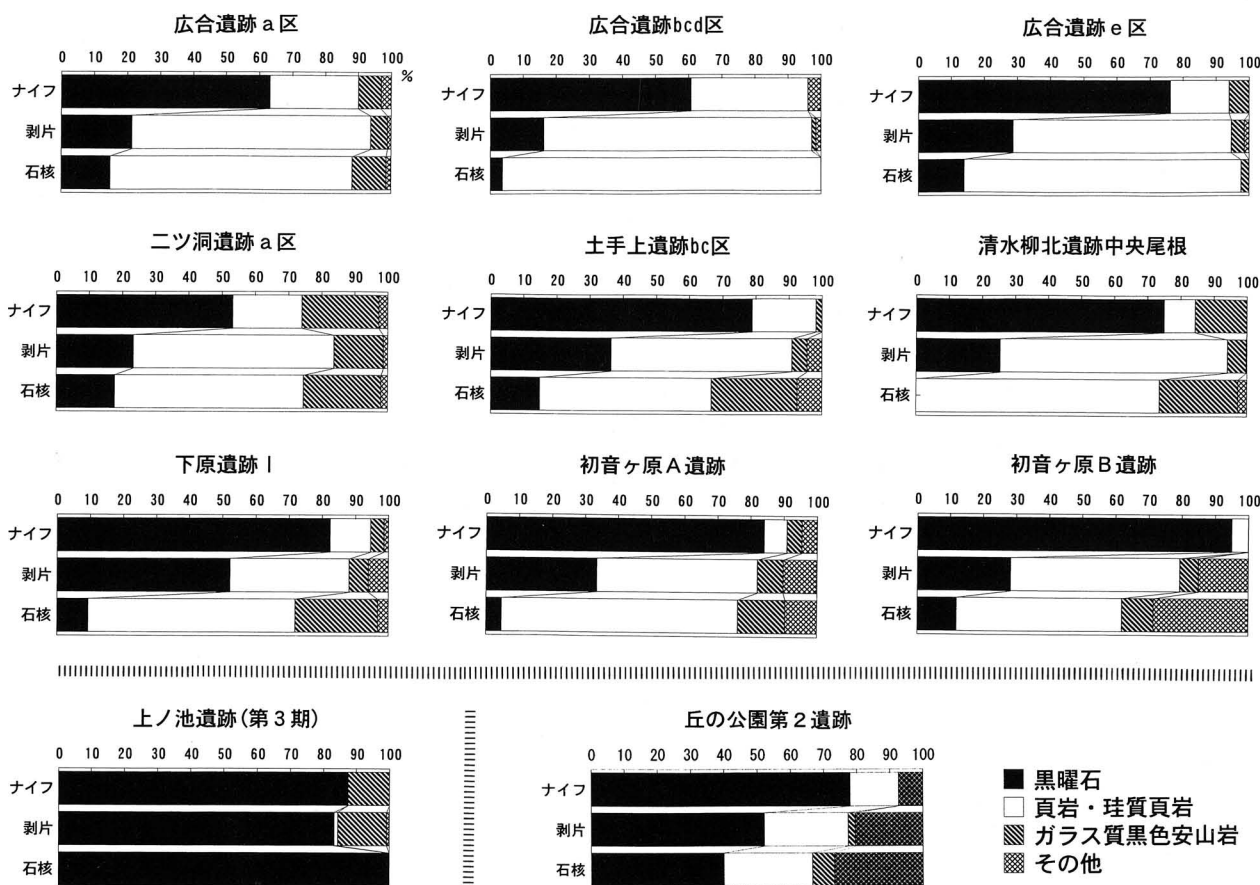 広合遺跡a区
0 10 20 30 40 50 60 70 80 90 100
%
ナイフ
剥片
石核
広合遺跡bcd区
0 10 20 30 40 50 60 70 80 90 100
ナイフ
剥片
石核
広合遺跡e区
0 10 20 30 40 50 60 70 80 90 100
ナイフ
剥片
石核
二ツ洞遺跡a区
0 10 20 30 40 50 60 70 80 90 100
ナイフ
剥片
石核
土手上遺跡bc区
0 10 20 30 40 50 60 70 80 90 100
ナイフ
剥片
石核
清水柳北遺跡中央尾根
0 10 20 30 40 50 60 70 80 90 100
ナイフ
剥片
石核
下原遺跡Ⅰ
0 10 20 30 40 50 60 70 80 90 100
ナイフ
剥片
石核
初音ヶ原A遺跡
0 10 20 30 40 50 60 70 80 90 100
ナイフ
剥片
石核
初音ヶ原B遺跡
0 10 20 30 40 50 60 70 80 90 100
ナイフ
剥片
石核
上ノ池遺跡(第3期)
0 10 20 30 40 50 60 70 80 90 100
ナイフ
剥片
石核
丘の公園第2遺跡
0 10 20 30 40 50 60 70 80 90 100
ナイフ
剥片
石核
黒曜石
頁岩・珪質頁岩
ガラス質黒色安山岩
その他